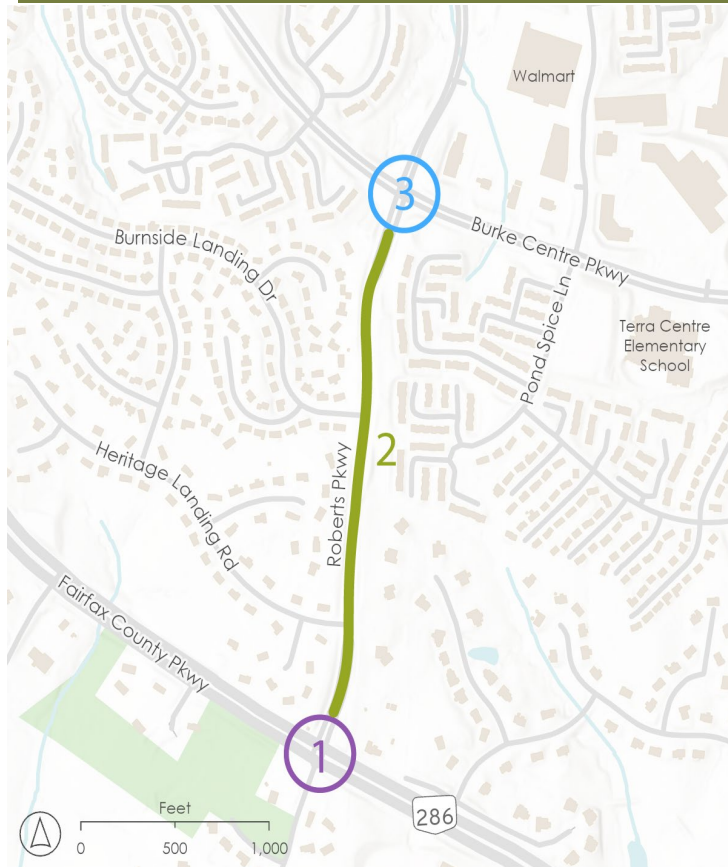 Walmart
3
Burke Centre Pkwy
Burnside Landing Dr
Pond Spice Ln
Terra Centre
Elementary
School
2
Roberts Pkwy
Heritage Landing Rd
Fairfax County Pkwy
1
286
Feet
0 500 1,000